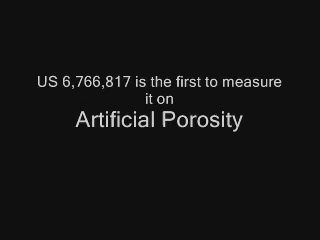 US 6,766,817 is the first to measure
it on
Artificial Porosity